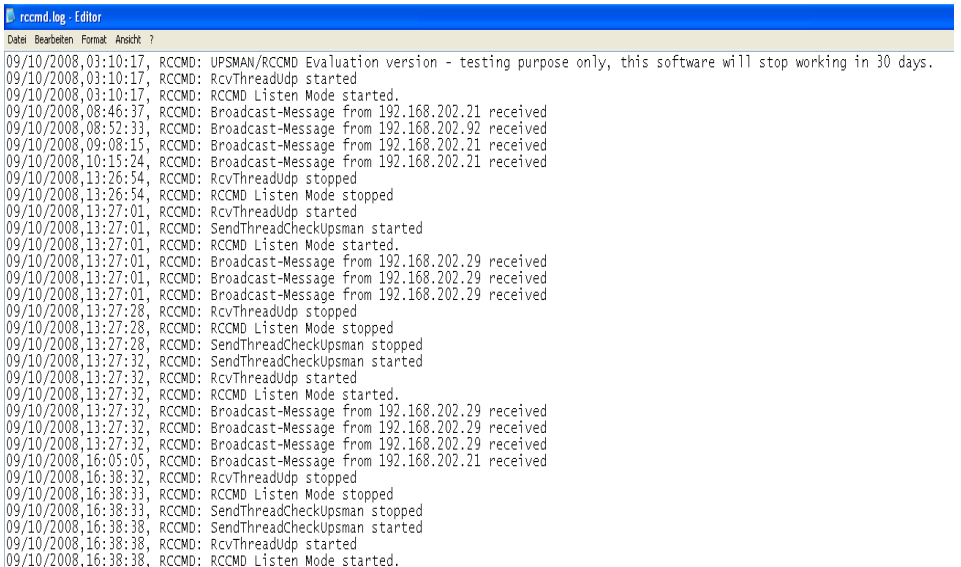 rccmd.log - Editor
Datei Bearbeiten Format Ansicht ?
09/10/2008,03:10:17, RCCMD: UPSMAN/RCCMD Evaluation version - testing purpose only, this software will stop working in 30 days.
09/10/2008,03:10:17, RCCMD: RcvThreadUdp started
09/10/2008,03:10:17, RCCMD: RCCMD Listen Mode started.
09/10/2008,08:46:37, RCCMD: Broadcast-Message from 192.168.202.21 received
09/10/2008,08:52:33, RCCMD: Broadcast-Message from 192.168.202.92 received
09/10/2008,09:08:15, RCCMD: Broadcast-Message from 192.168.202.21 received
09/10/2008,10:15:24, RCCMD: Broadcast-Message from 192.168.202.21 received
09/10/2008,13:26:54, RCCMD: RcvThreadUdp stopped
09/10/2008,13:26:54, RCCMD: RCCMD Listen Mode stopped
09/10/2008,13:27:01, RCCMD: RcvThreadUdp started
09/10/2008,13:27:01, RCCMD: SendThreadCheckUpsman started
09/10/2008,13:27:01, RCCMD: RCCMD Listen Mode started.
09/10/2008,13:27:01, RCCMD: Broadcast-Message from 192.168.202.29 received
09/10/2008,13:27:01, RCCMD: Broadcast-Message from 192.168.202.29 received
09/10/2008,13:27:01, RCCMD: Broadcast-Message from 192.168.202.29 received
09/10/2008,13:27:28, RCCMD: RcvThreadUdp stopped
09/10/2008,13:27:28, RCCMD: RCCMD Listen Mode stopped
09/10/2008,13:27:28, RCCMD: SendThreadCheckUpsman stopped
09/10/2008,13:27:32, RCCMD: SendThreadCheckUpsman started
09/10/2008,13:27:32, RCCMD: RcvThreadUdp started
09/10/2008,13:27:32, RCCMD: RCCMD Listen Mode started.
09/10/2008,13:27:32, RCCMD: Broadcast-Message from 192.168.202.29 received
09/10/2008,13:27:32, RCCMD: Broadcast-Message from 192.168.202.29 received
09/10/2008,13:27:32, RCCMD: Broadcast-Message from 192.168.202.29 received
09/10/2008,16:05:05, RCCMD: Broadcast-Message from 192.168.202.21 received
09/10/2008,16:38:32, RCCMD: RcvThreadUdp stopped
09/10/2008,16:38:33, RCCMD: RCCMD Listen Mode stopped
09/10/2008,16:38:33, RCCMD: SendThreadCheckUpsman stopped
09/10/2008,16:38:38, RCCMD: SendThreadCheckUpsman started
09/10/2008,16:38:38, RCCMD: RcvThreadUdp started
09/10/2008,16:38:38, RCCMD: RCCMD Listen Mode started.